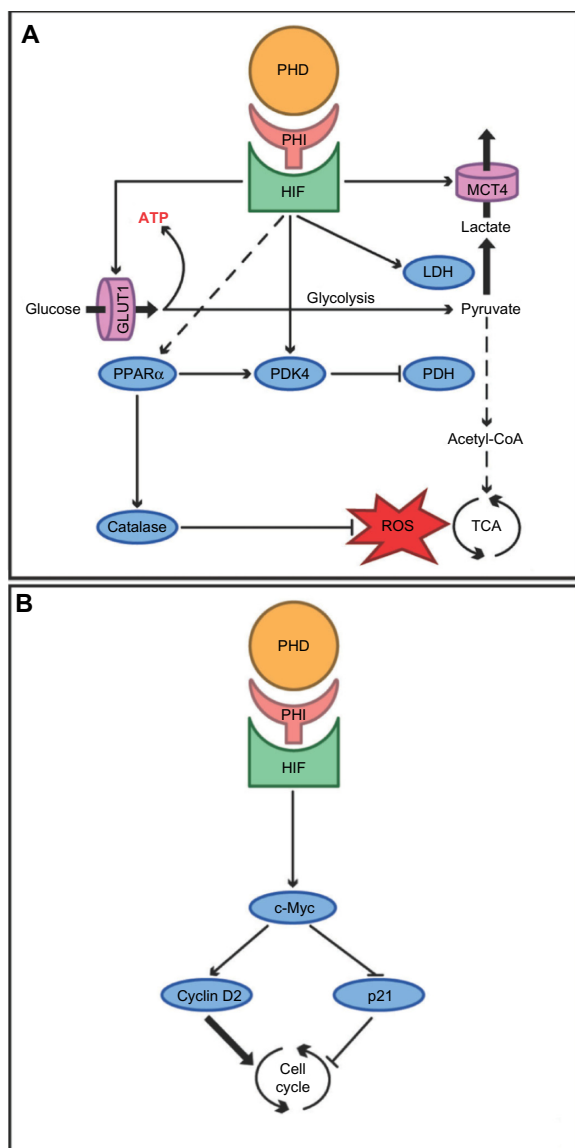 A
PHD
PHI
HIF
MCT4
ATP
Lactate
LDH
Glucose
GLUT1
Glycolysis
Pyruvate
PPARα
PDK4
PDH
Acetyl-CoA
Catalase
ROS
TCA
B
PHD
PHI
HIF
c-Myc
Cyclin D2
p21
Cell
cycle